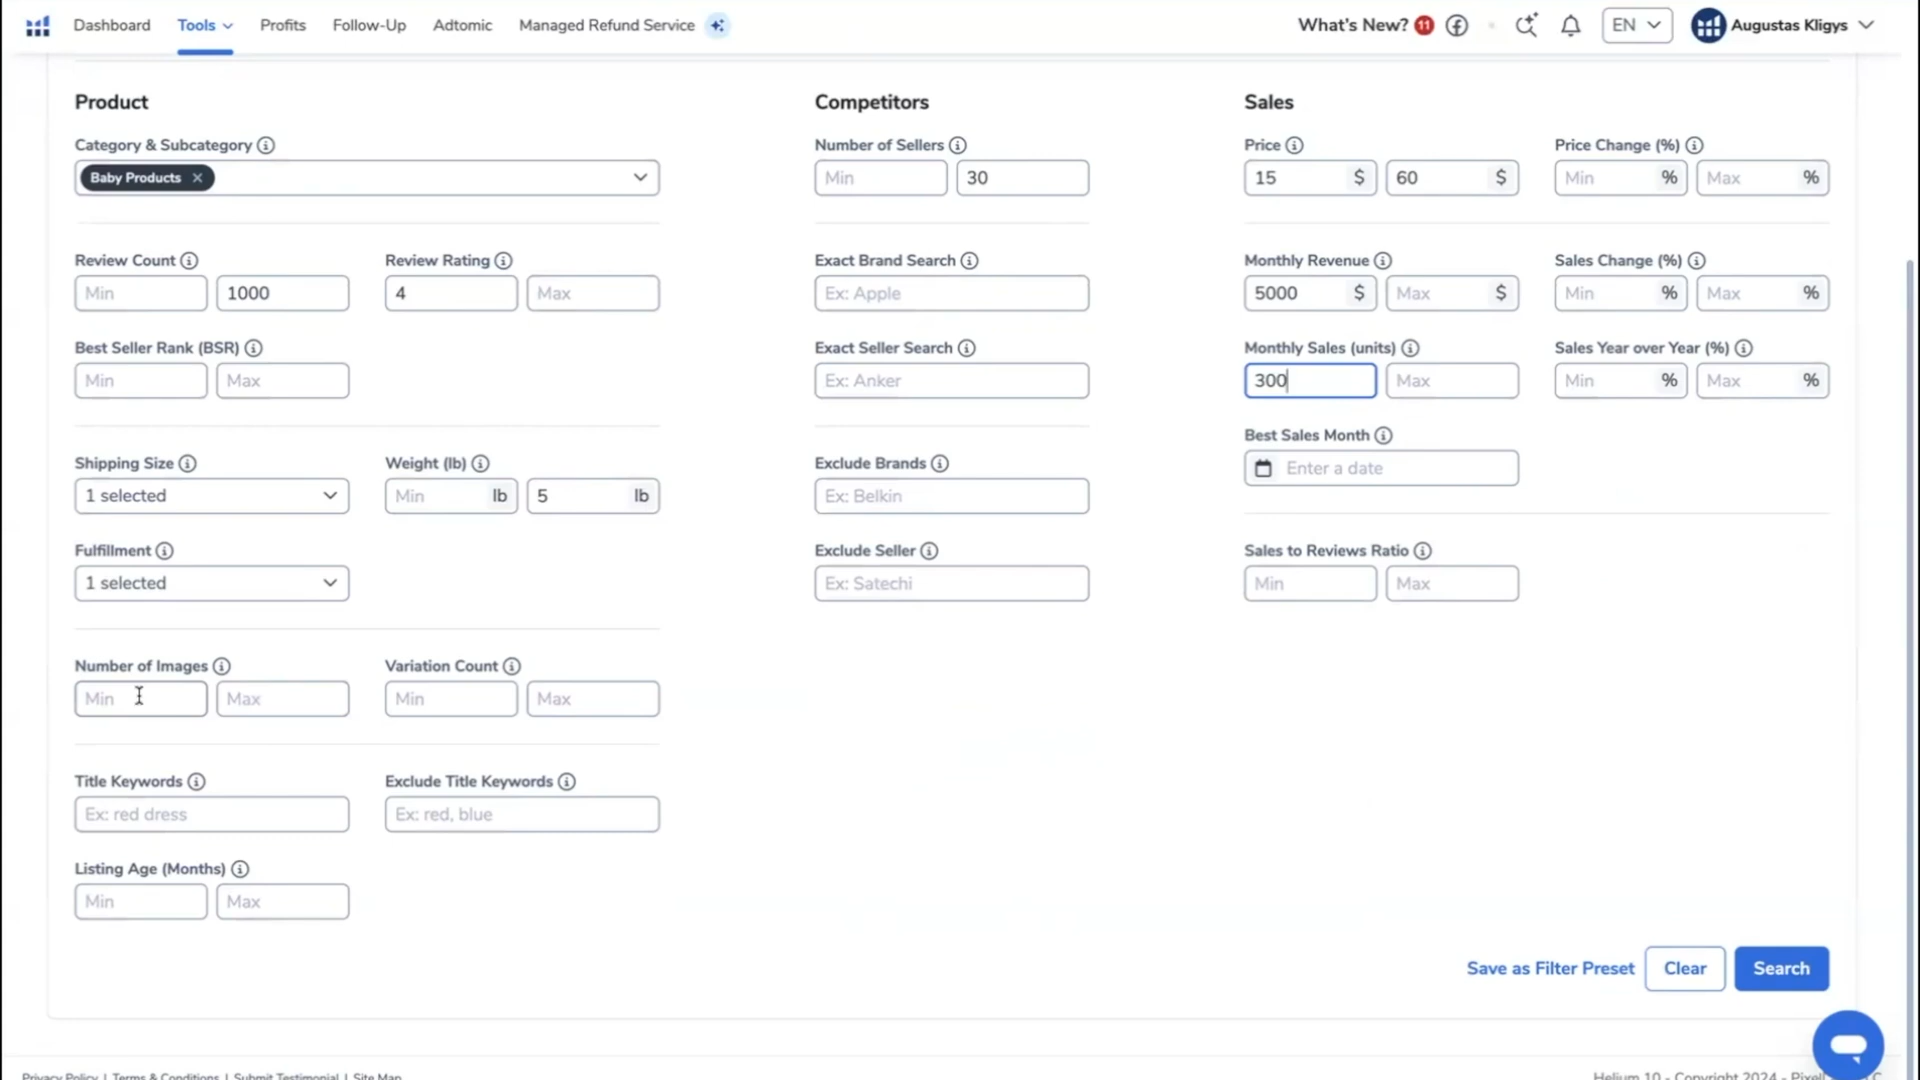 Dashboard Tools Profits Follow-Up Adtomic Managed Refund Service What's New? 11 EN Augustas Kligys
Product Competitors Sales
Category & Subcategory Number of Sellers Price Price Change (%)
Baby Products Min 30 15 $ 60 $ Min % Max %
Review Count Review Rating Exact Brand Search Monthly Revenue Sales Change (%)
Min 1000 4 Max Ex: Apple 5000 $ Max $ Min % Max %
Best Seller Rank (BSR) Exact Seller Search Monthly Sales (units) Sales Year over Year (%)
Min Max Ex: Anker 300 Max Min % Max %
Best Sales Month
Shipping Size Weight (lb) Exclude Brands Enter a date
1 selected Min lb 5 lb Ex: Belkin
Fulfillment Exclude Seller Sales to Reviews Ratio
1 selected Ex: Satechi Min Max
Number of Images Variation Count
Min Max Min Max
Title Keywords Exclude Title Keywords
Ex: red dress Ex: red, blue
Listing Age (Months)
Min Max
Save as Filter Preset Clear Search
Privacy Policy | Terms & Conditions | Submit Testimonial | Site Map Helium 10 - Copyright 2024 -